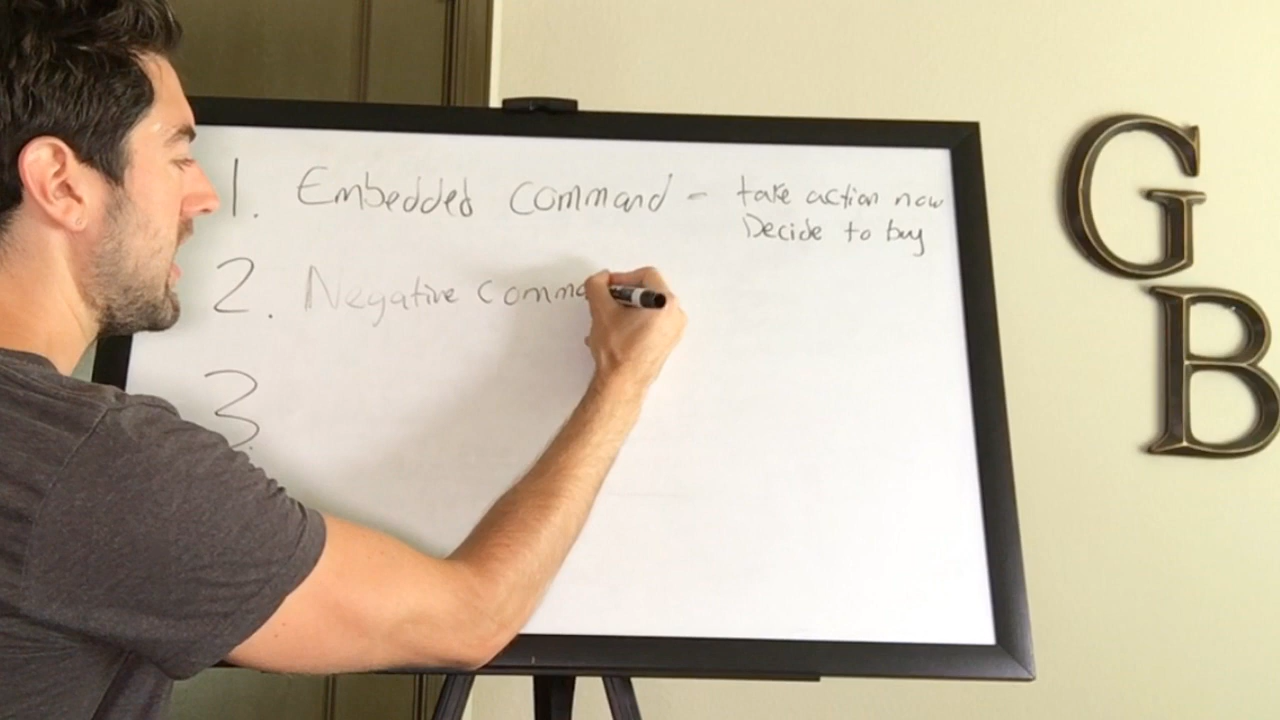 1. Embedded Command - take action now
Decide to buy
2. Negative Comma
3.
G
B